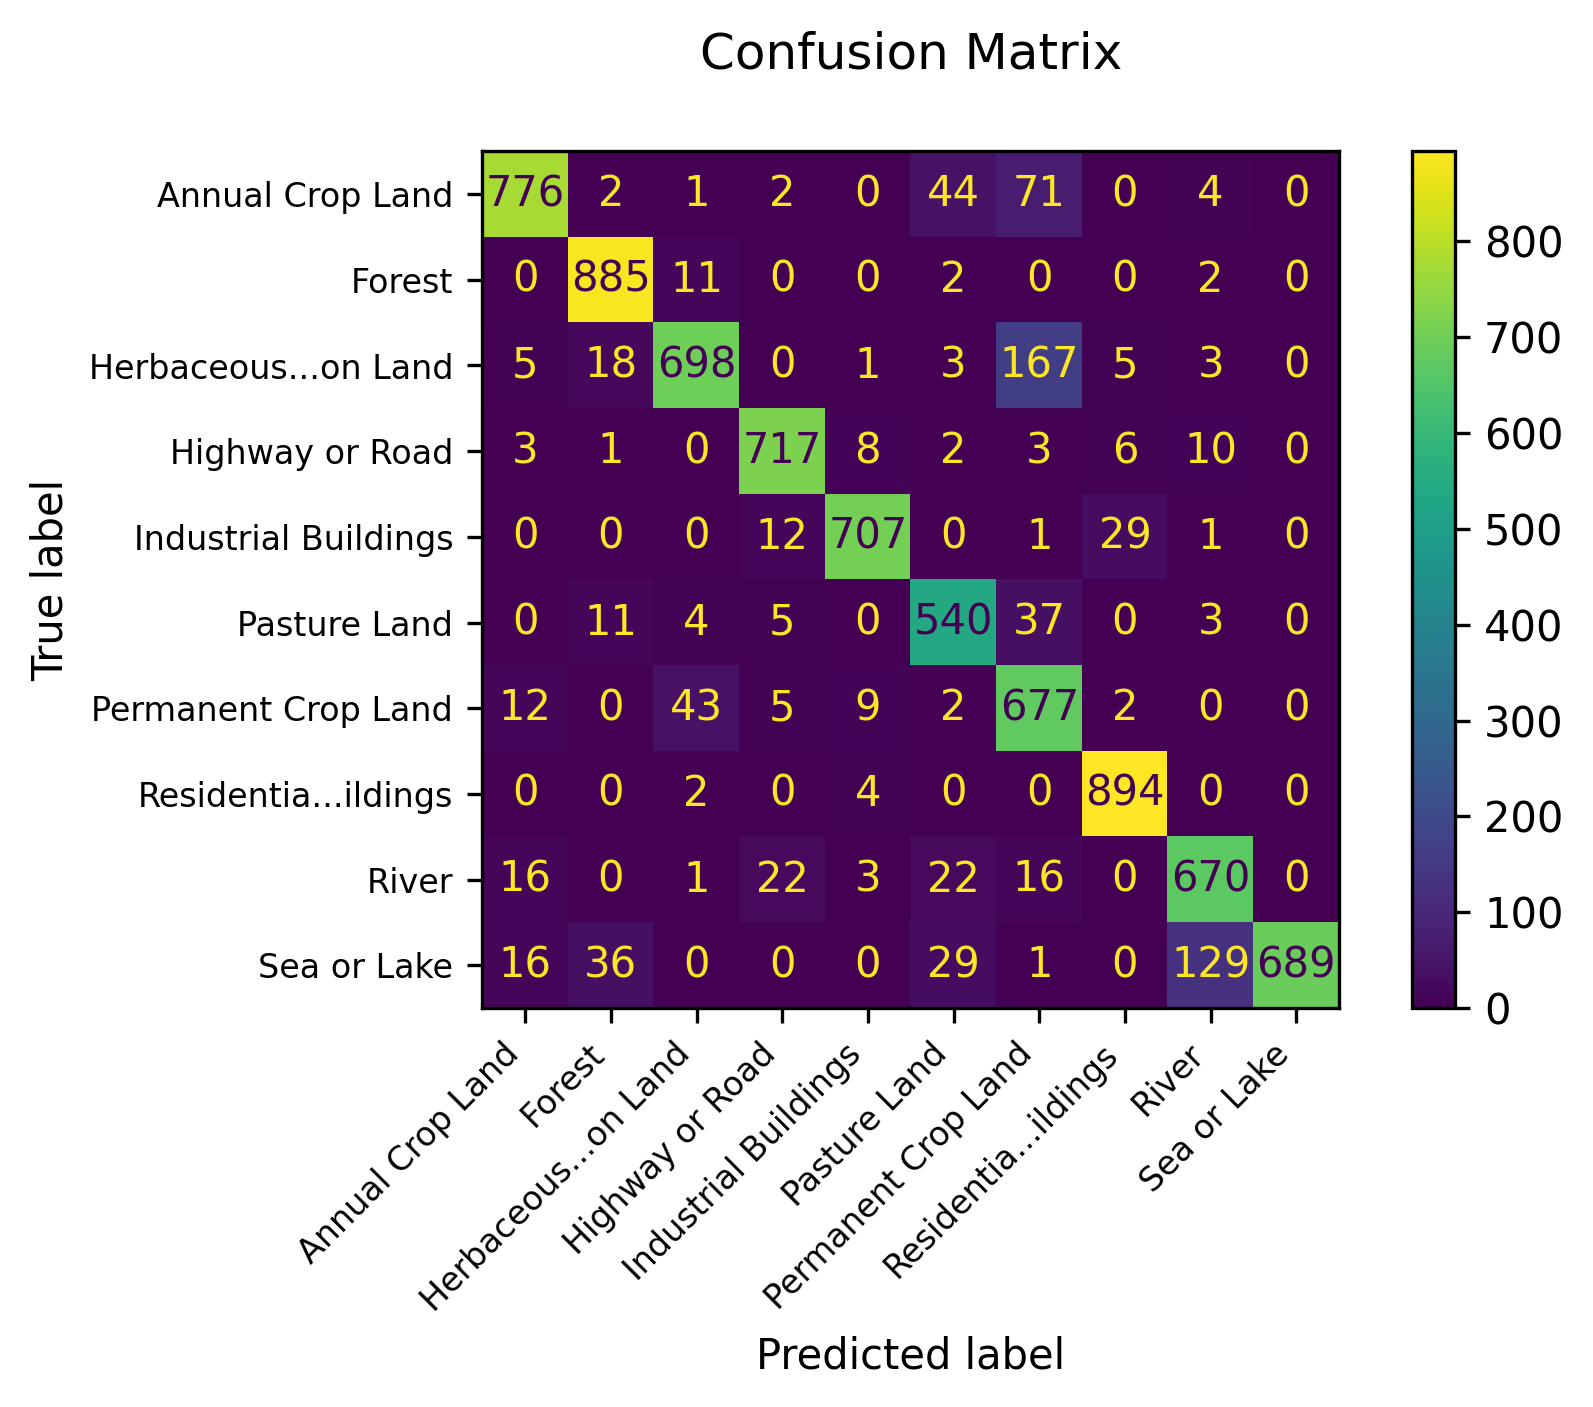 Confusion Matrix
True label
Annual Crop Land 776 2 1 2 0 44 71 0 4 0
Forest 0 885 11 0 0 2 0 0 2 0
Herbaceous...on Land 5 18 698 0 1 3 167 5 3 0
Highway or Road 3 1 0 717 8 2 3 6 10 0
Industrial Buildings 0 0 0 12 707 0 1 29 1 0
Pasture Land 0 11 4 5 0 540 37 0 3 0
Permanent Crop Land 12 0 43 5 9 2 677 2 0 0
Residentia...ildings 0 0 2 0 4 0 0 894 0 0
River 16 0 1 22 3 22 16 0 670 0
Sea or Lake 16 36 0 0 0 29 1 0 129 689
Annual Crop Land
Forest
Herbaceous...on Land
Highway or Road
Industrial Buildings
Pasture Land
Permanent Crop Land
Residentia...ildings
River
Sea or Lake
Predicted label
800
700
600
500
400
300
200
100
0